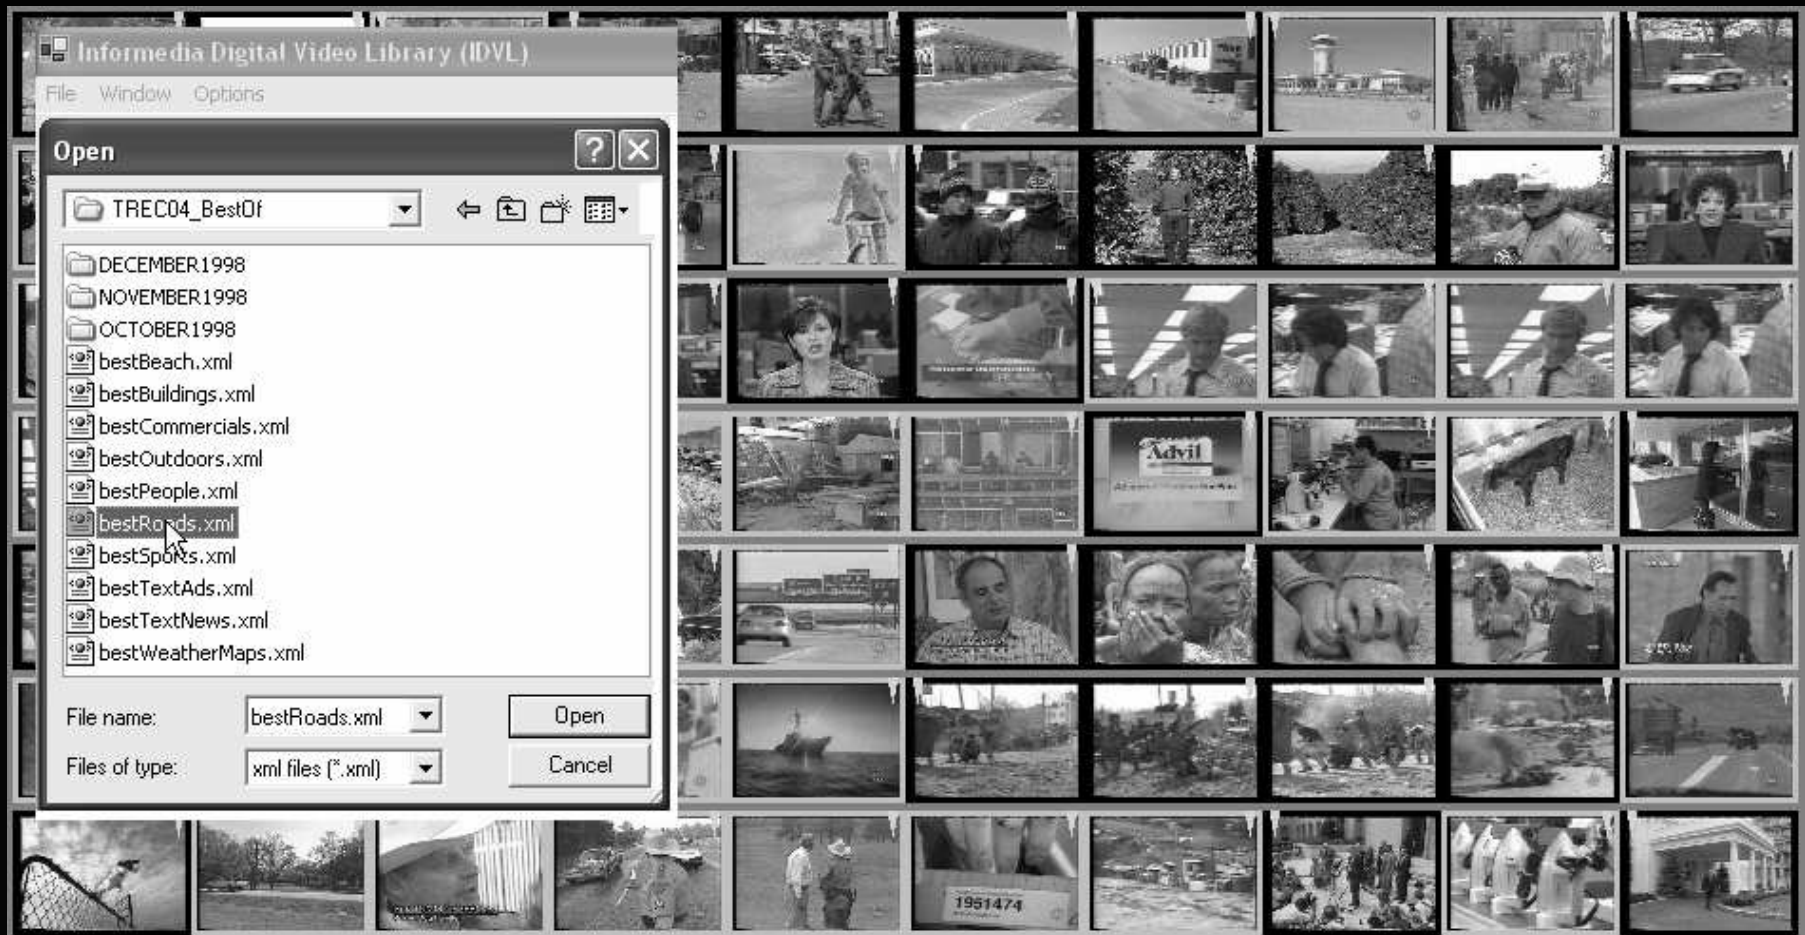 Informedia Digital Video Library (IDVL)
File Window Options
Open
TREC04_BestOf
DECEMBER1998
NOVEMBER1998
OCTOBER1998
bestBeach.xml
bestBuildings.xml
bestCommercials.xml
bestOutdoors.xml
bestPeople.xml
bestRoads.xml
bestSports.xml
bestTextAds.xml
bestTextNews.xml
bestWeatherMaps.xml
File name: bestRoads.xml Open
Files of type: xml files (*.xml) Cancel
Advil
1951474